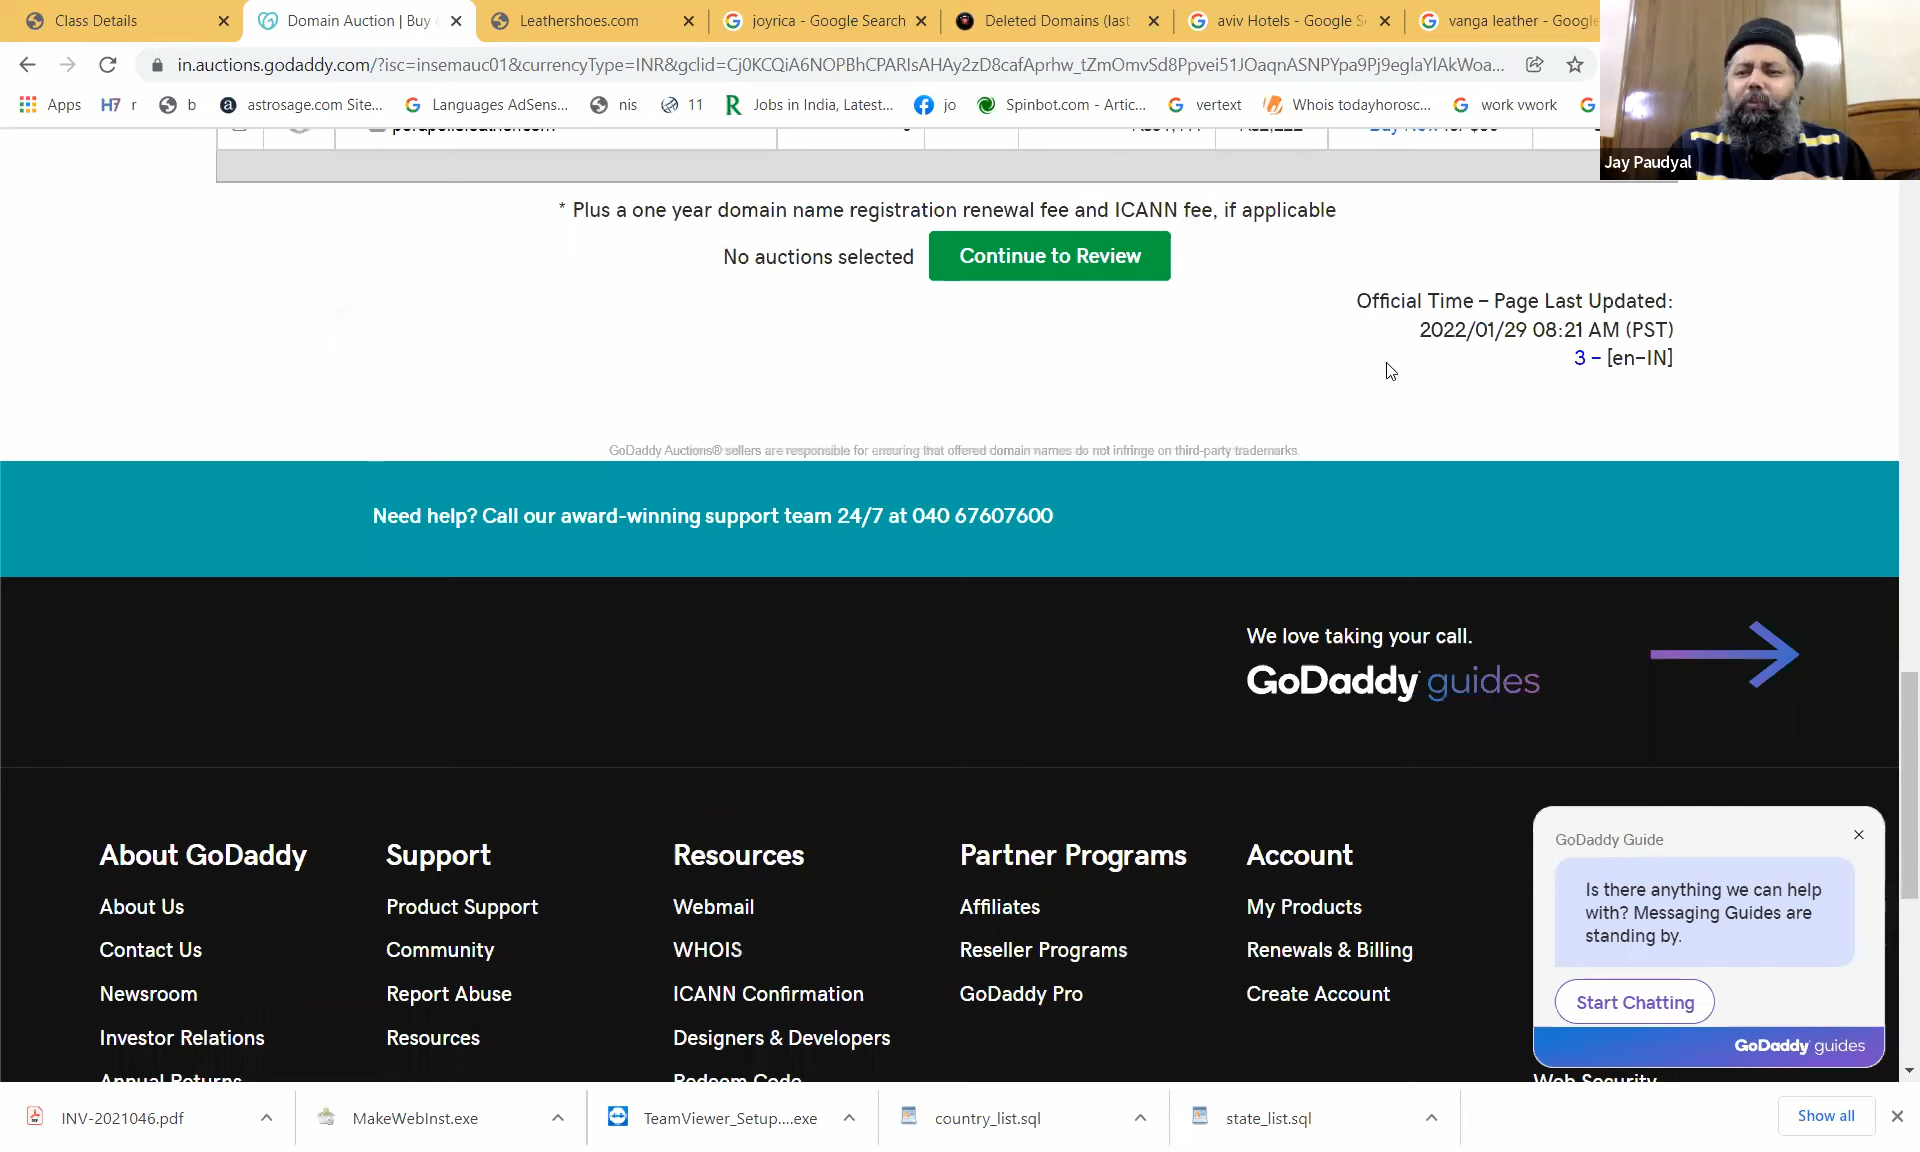 Class Details
Domain Auction | Buy
Leathershoes.com
joyrica - Google Search
Deleted Domains (last
aviv Hotels - Google S
vanga leather - Google
in.auctions.godaddy.com/?isc=insemauc01&currencyType=INR&gclid=Cj0KCQiA6NOPBhCPARIsAHAy2zD8cafAprhw_tZmOmvSd8Ppvei51JOaqnASNPYpa9Pj9eglaYlAkWoa...
Apps
H7 r
b
astrosage.com Site...
Languages AdSens...
nis
11
Jobs in India, Latest...
jo
Spinbot.com - Artic...
vertext
Whois todayhorosc...
work vwork
Jay Paudyal
* Plus a one year domain name registration renewal fee and ICANN fee, if applicable
No auctions selected
Continue to Review
Official Time – Page Last Updated:
2022/01/29 08:21 AM (PST)
3 – [en–IN]
GoDaddy Auctions® sellers are responsible for ensuring that offered domain names do not infringe on third-party trademarks.
Need help? Call our award-winning support team 24/7 at 040 67607600
We love taking your call.
GoDaddy guides
About GoDaddy
About Us
Contact Us
Newsroom
Investor Relations
Annual Returns
Support
Product Support
Community
Report Abuse
Resources
Resources
Webmail
WHOIS
ICANN Confirmation
Designers & Developers
Redeem Code
Partner Programs
Affiliates
Reseller Programs
GoDaddy Pro
Account
My Products
Renewals & Billing
Create Account
GoDaddy Guide
Is there anything we can help
with? Messaging Guides are
standing by.
Start Chatting
GoDaddy guides
Web Security
INV-2021046.pdf
MakeWebInst.exe
TeamViewer_Setup....exe
country_list.sql
state_list.sql
Show all